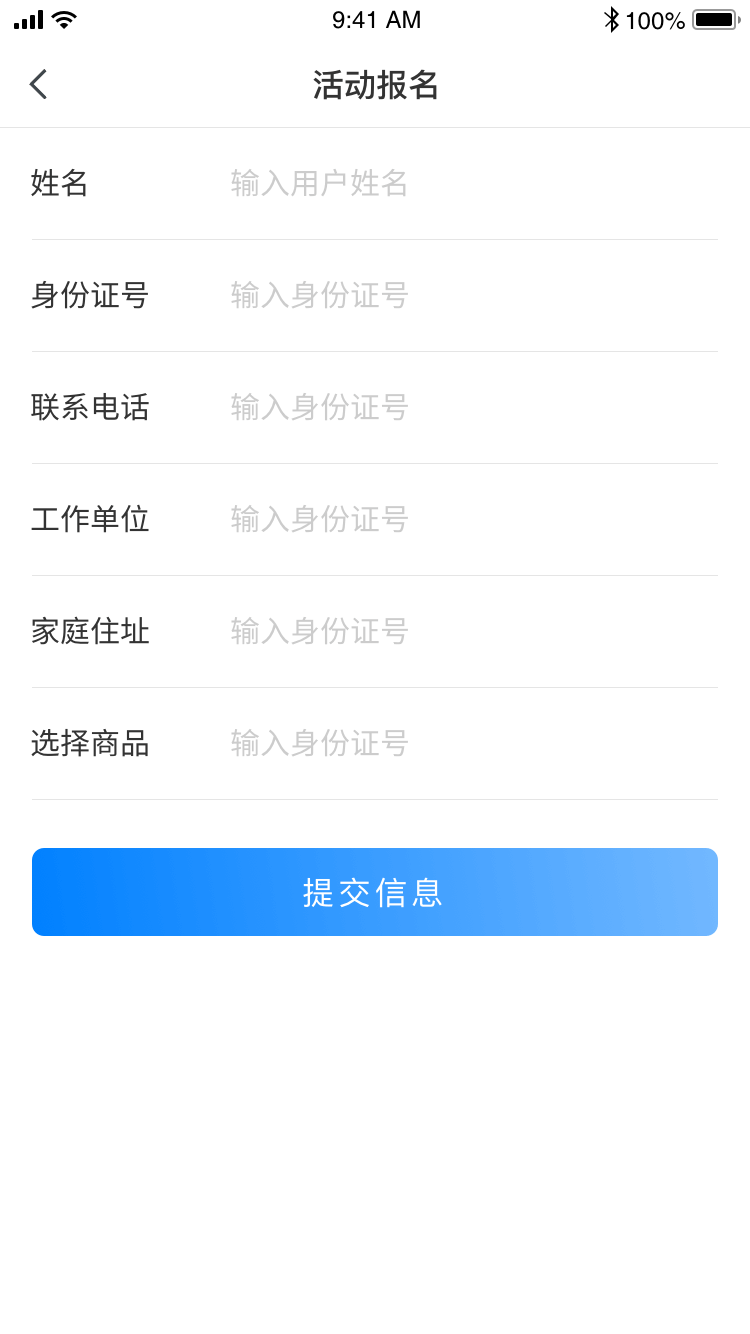 9:41 AM 100%
活动报名
姓名 输入用户姓名
身份证号 输入身份证号
联系电话 输入身份证号
工作单位 输入身份证号
家庭住址 输入身份证号
选择商品 输入身份证号
提交信息